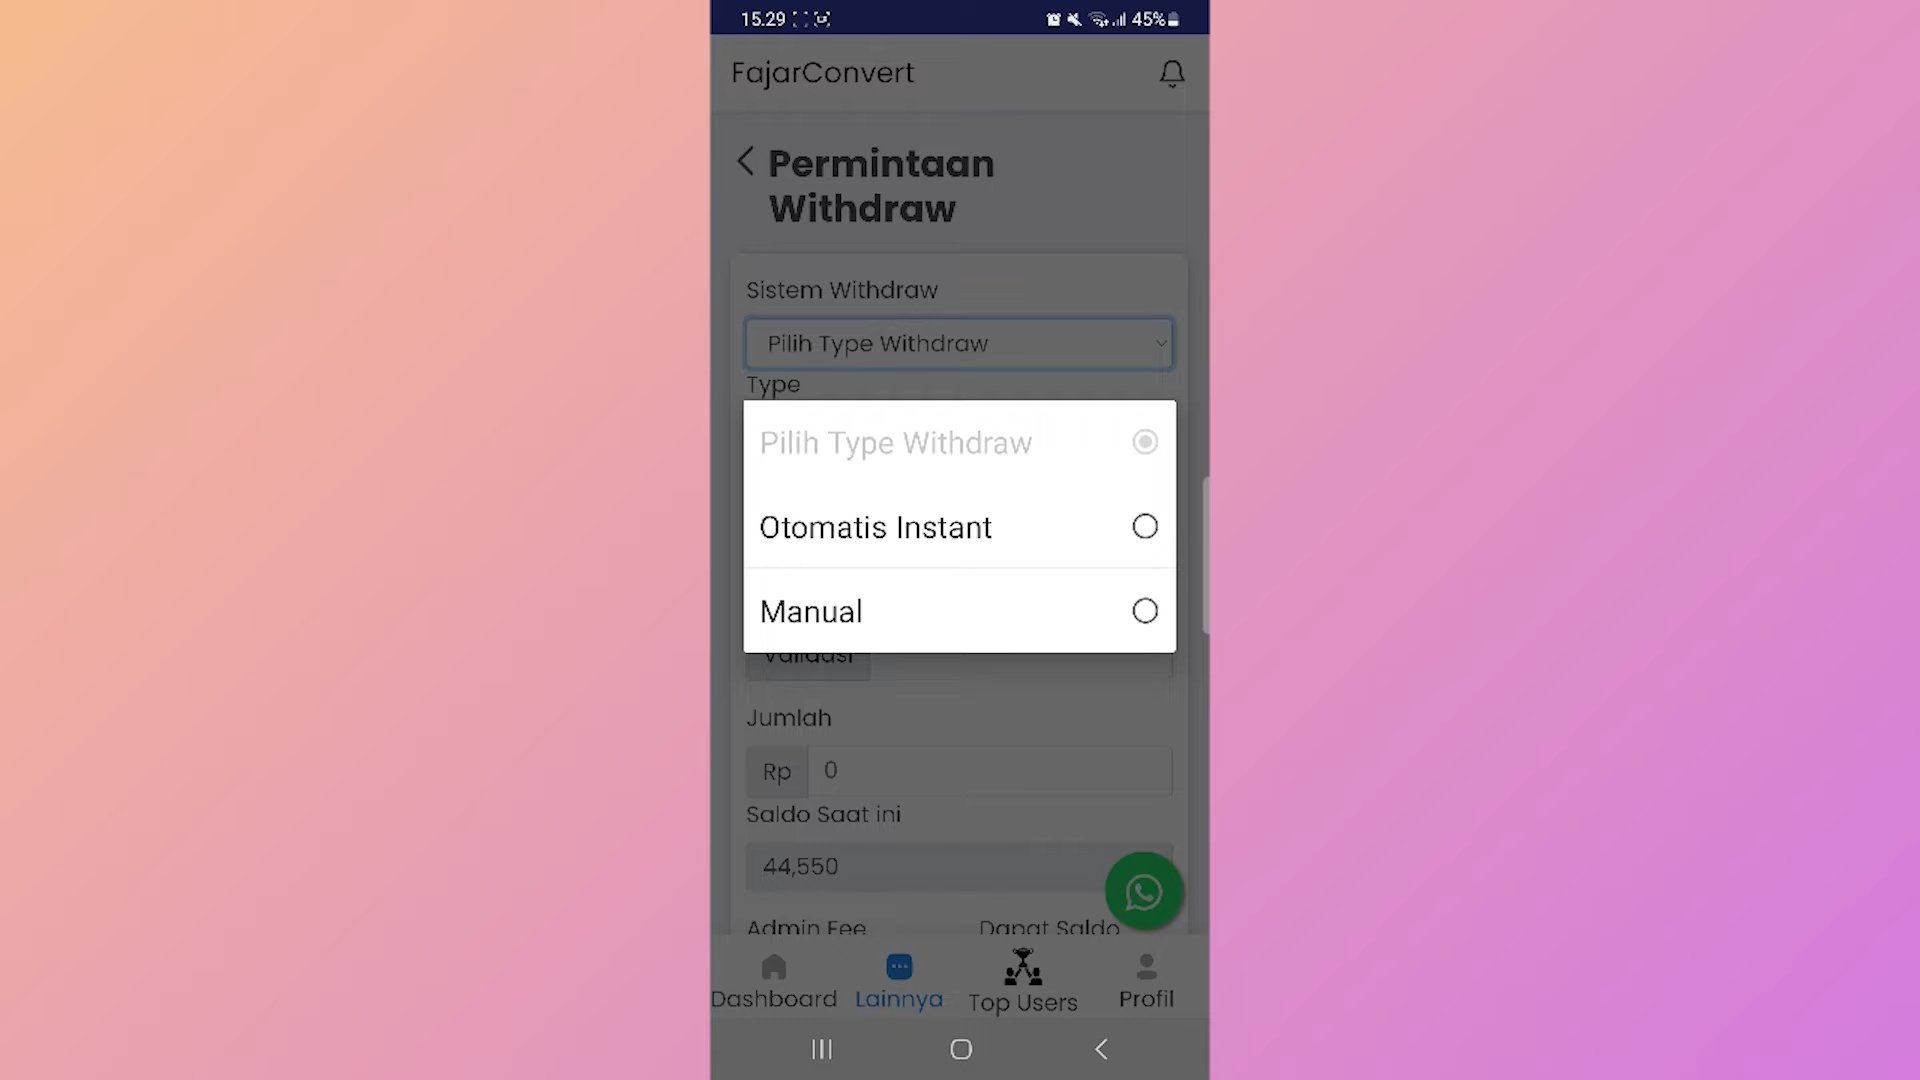 15.29
45%
FajarConvert
Permintaan
Withdraw
Sistem Withdraw
Pilih Type Withdraw
Type
Pilih Type Withdraw
Otomatis Instant
Manual
Validasi
Jumlah
Rp 0
Saldo Saat ini
44,550
Admin Fee Dapat Saldo
Dashboard Lainnya Top Users Profil